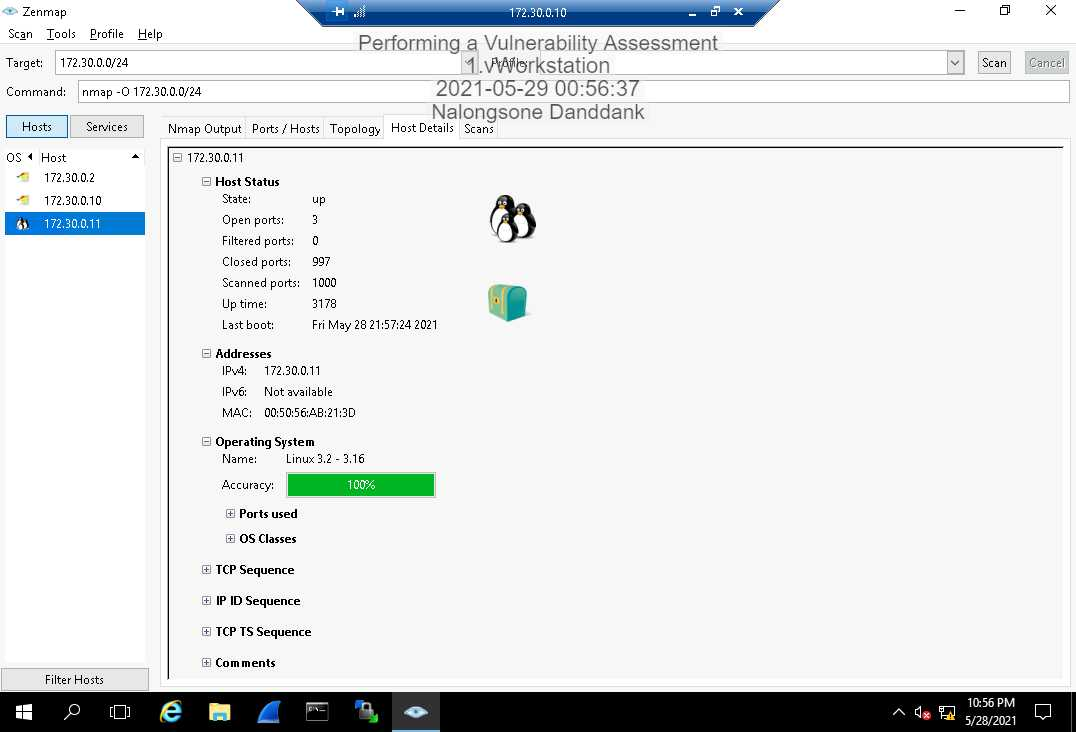 Zenmap
172.30.0.10
Scan Tools Profile Help
Performing a Vulnerability Assessment
Target: 172.30.0.0/24 Profile: Scan Cancel
1. vWorkstation
2021-05-29 00:56:37
Command: nmap -O 172.30.0.0/24
Nalongsone Danddank
Hosts Services
Nmap Output Ports / Hosts Topology Host Details Scans
OS Host
172.30.0.2
172.30.0.10
172.30.0.11
172.30.0.11
Host Status
State: up
Open ports: 3
Filtered ports: 0
Closed ports: 997
Scanned ports: 1000
Up time: 3178
Last boot: Fri May 28 21:57:24 2021
Addresses
IPv4: 172.30.0.11
IPv6: Not available
MAC: 00:50:56:AB:21:3D
Operating System
Name: Linux 3.2 - 3.16
Accuracy: 100%
Ports used
OS Classes
TCP Sequence
IP ID Sequence
TCP TS Sequence
Comments
Filter Hosts
10:56 PM
5/28/2021